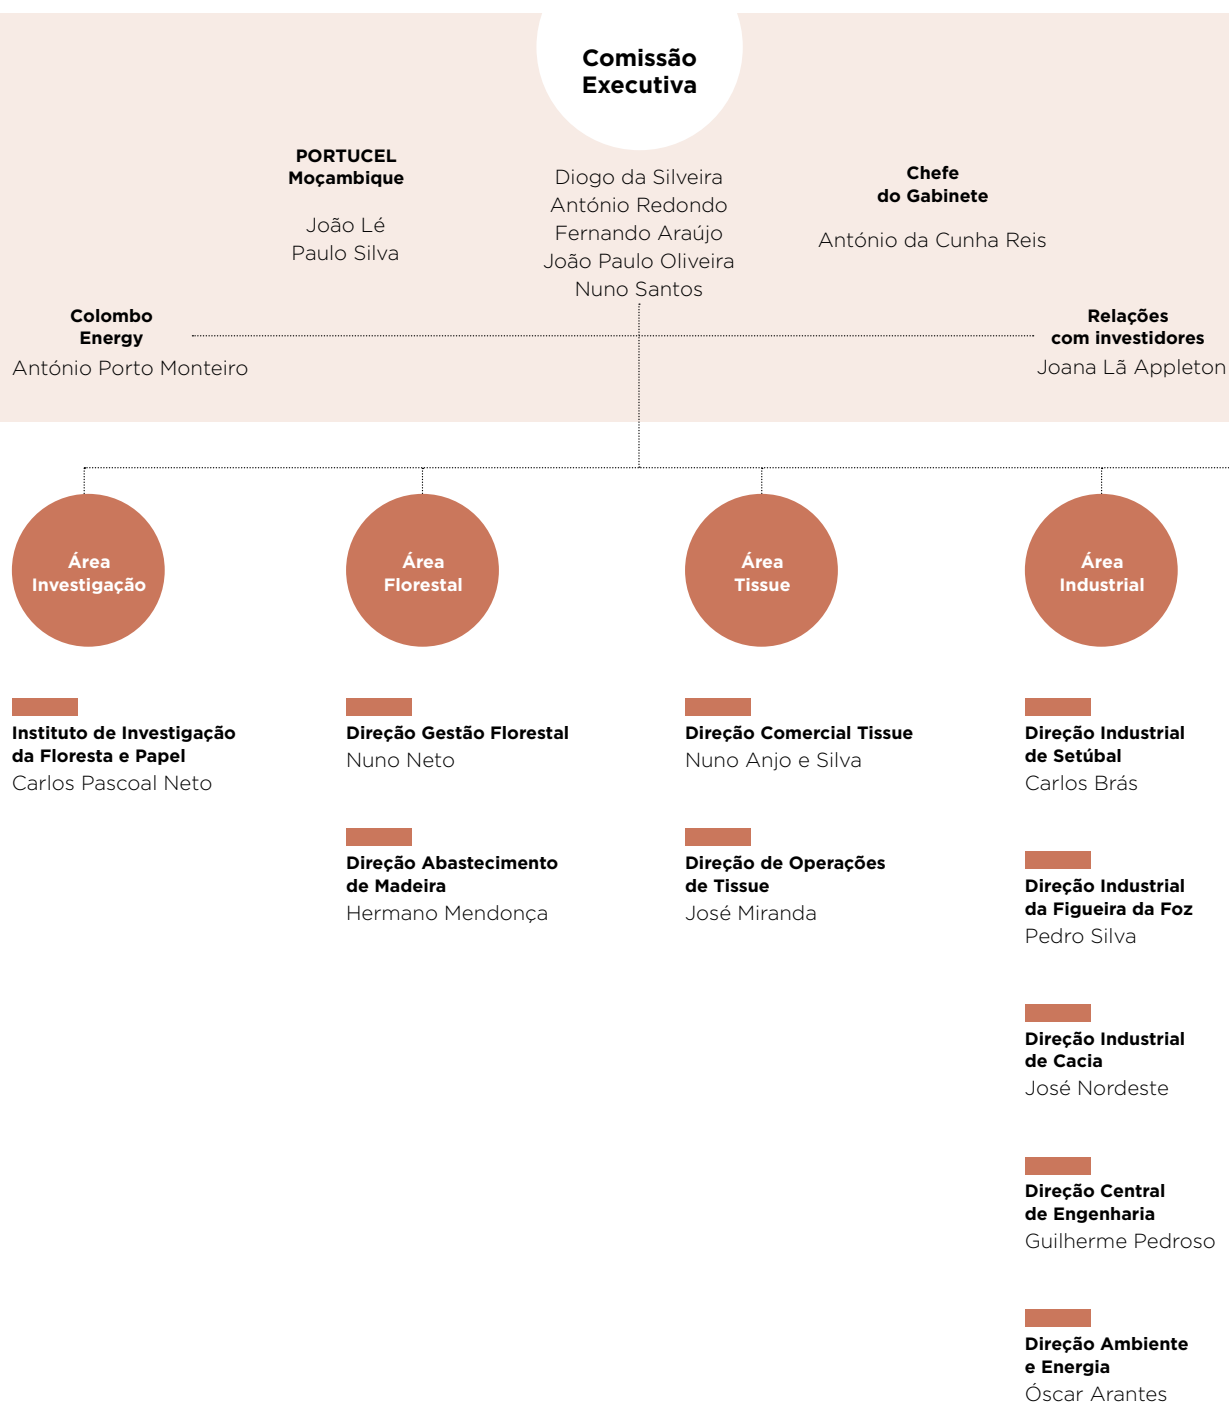 Comissão
Executiva
PORTUCEL
Moçambique
João Lé
Paulo Silva
Diogo da Silveira
António Redondo
Fernando Araújo
João Paulo Oliveira
Nuno Santos
Chefe
do Gabinete
António da Cunha Reis
Colombo
Energy
António Porto Monteiro
Relações
com investidores
Joana Lã Appleton
Área
Investigação
Área
Florestal
Área
Tissue
Área
Industrial
Instituto de Investigação
da Floresta e Papel
Carlos Pascoal Neto
Direção Gestão Florestal
Nuno Neto
Direção Abastecimento
de Madeira
Hermano Mendonça
Direção Comercial Tissue
Nuno Anjo e Silva
Direção de Operações
de Tissue
José Miranda
Direção Industrial
de Setúbal
Carlos Brás
Direção Industrial
da Figueira da Foz
Pedro Silva
Direção Industrial
de Cacia
José Nordeste
Direção Central
de Engenharia
Guilherme Pedroso
Direção Ambiente
e Energia
Óscar Arantes